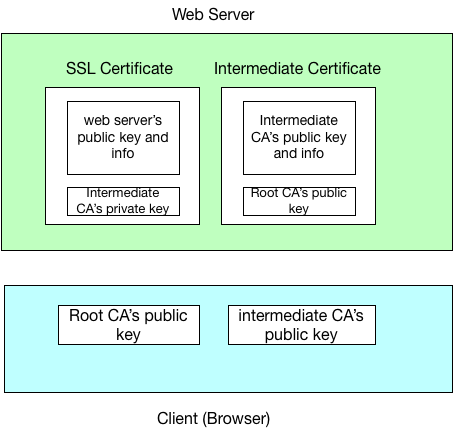 Web Server
SSL Certificate
Intermediate Certificate
web server's
public key and
info
Intermediate
CA's public key
and info
Intermediate
CA's private key
Root CA's public
key
Root CA's public
key
intermediate CA's
public key
Client (Browser)